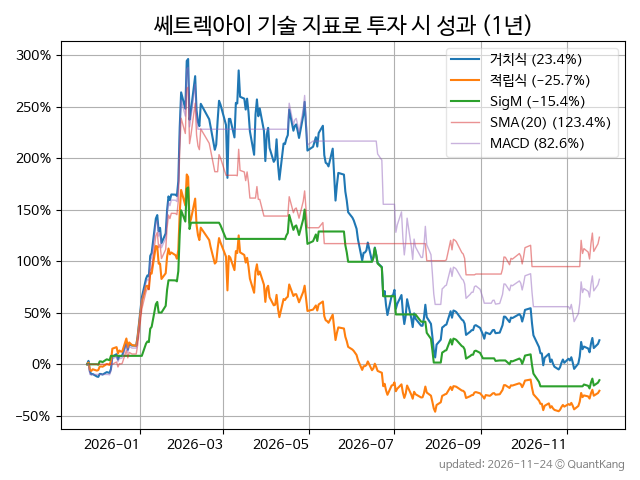 쎄트렉아이 기술 지표로 투자 시 성과 (1년)
300%
250%
200%
150%
100%
50%
0%
−50%
거치식 (23.4%)
적립식 (−25.7%)
SigM (−15.4%)
SMA(20) (123.4%)
MACD (82.6%)
2026-01
2026-03
2026-05
2026-07
2026-09
2026-11
updated: 2026-11-24 © QuantKang